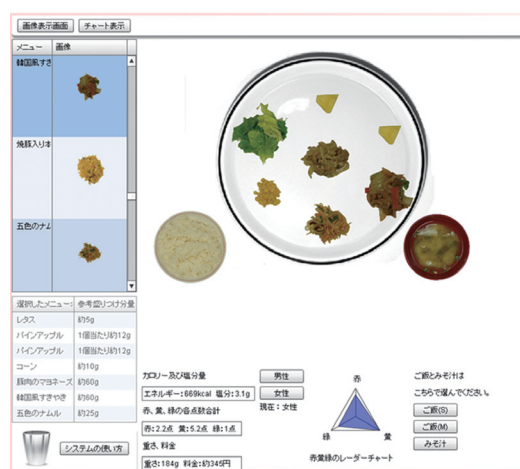 画像表示画面 チャート表示
メニュー 画像
韓国風すき
焼豚入り本
五色のナム
選択したメニュー: 参考盛りつけ分量
レタス 約5g
パインアップル 1個当たり約12g
パインアップル 1個当たり約12g
コーン 約10g
豚肉のマヨネーズ 約60g
韓国風すきやき 約60g
五色のナムル 約25g
システムの使い方
カロリー及び塩分量
エネルギー:669kcal 塩分:3.1g
赤、黄、緑の各点数合計
赤:2.2点 黄:5.2点 緑:1点
重さ、料金
重さ:184g 料金:約345円
男性
女性
現在:女性
赤
緑 黄
赤黄緑のレーダーチャート
ご飯とみそ汁は
こちらで選んでください。
ご飯(S)
ご飯(M)
みそ汁